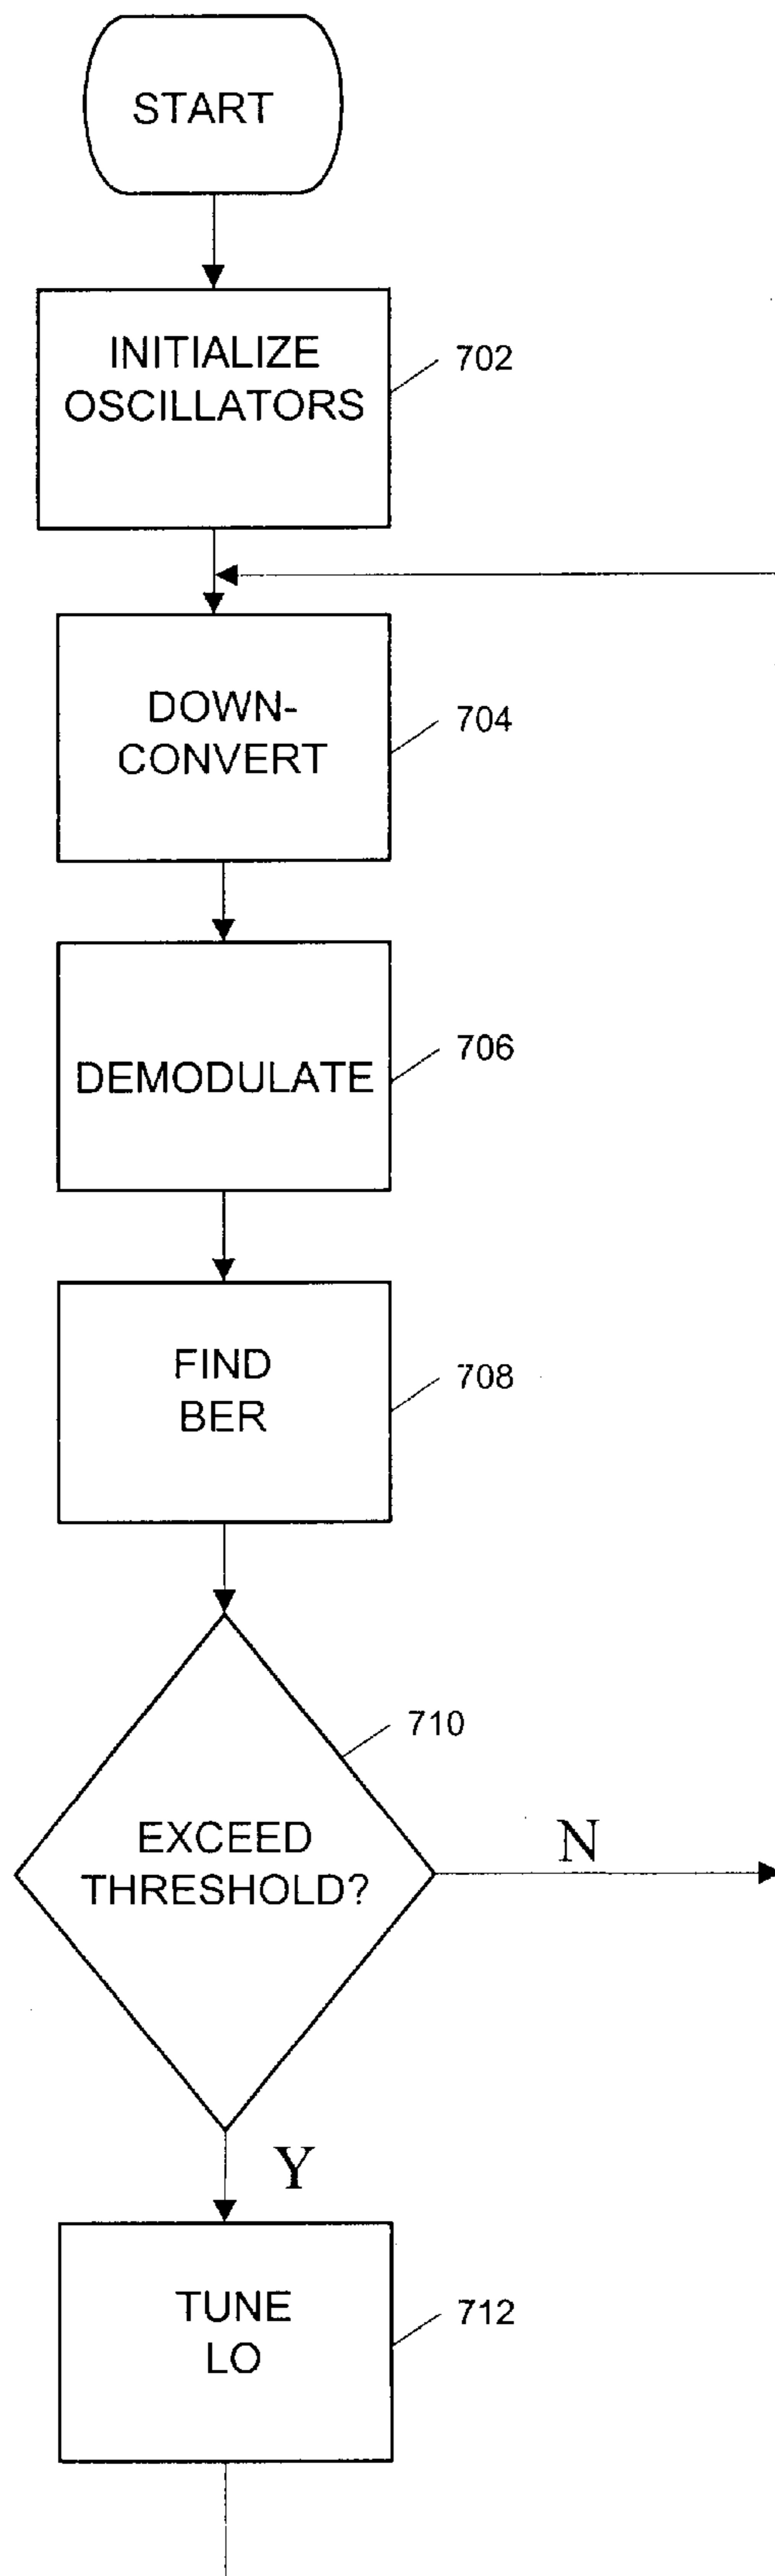 START
INITIALIZE
OSCILLATORS
702
DOWN-
CONVERT
704
DEMODULATE
706
FIND
BER
708
710
EXCEED
THRESHOLD?
N
Y
TUNE
LO
712